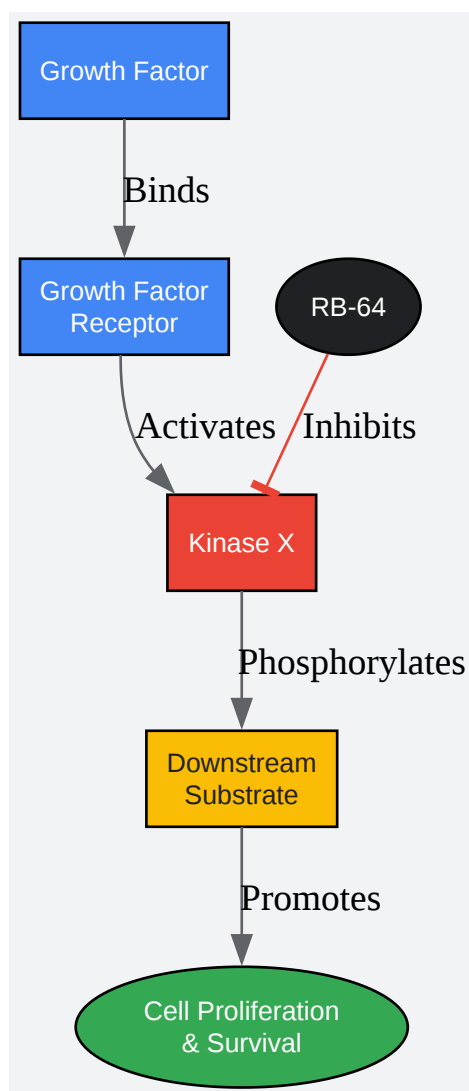 Growth Factor
Binds
Growth Factor
Receptor
RB-64
Activates
Inhibits
Kinase X
Phosphorylates
Downstream
Substrate
Promotes
Cell Proliferation
& Survival